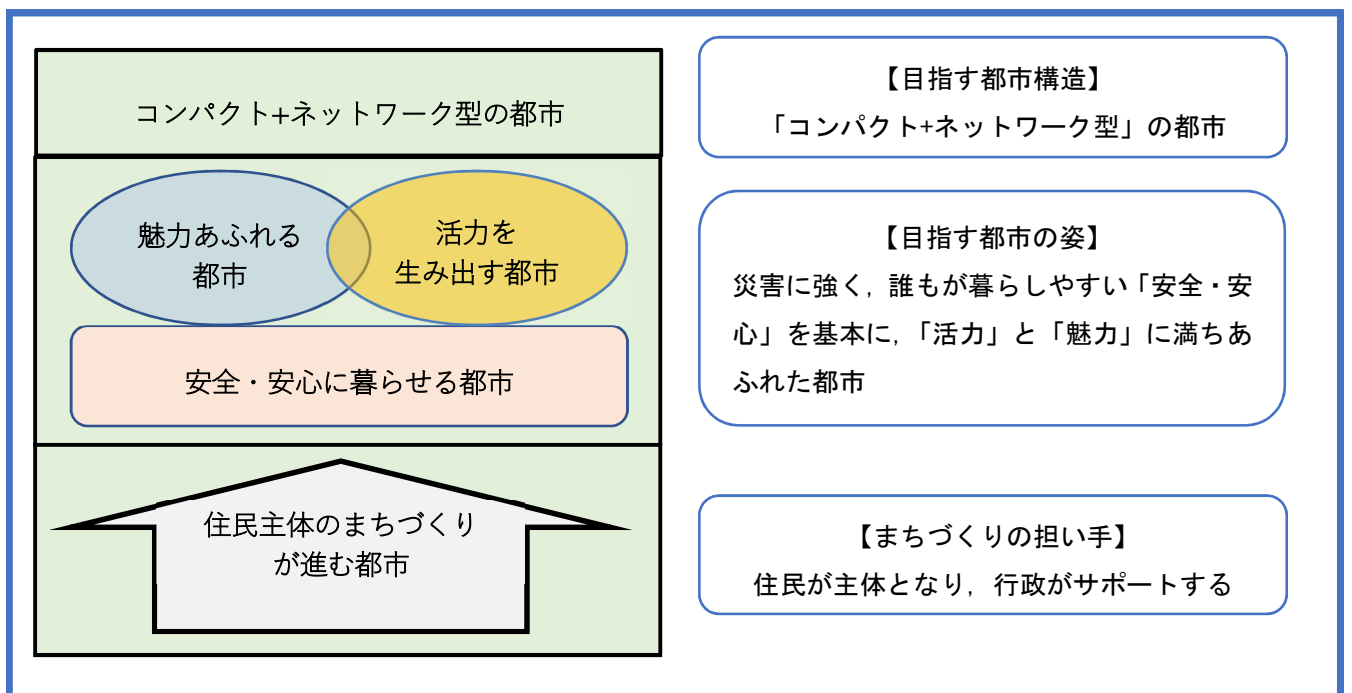 コンパクト+ネットワーク型の都市
魅力あふれる
都市
活力を
生み出す都市
安全・安心に暮らせる都市
住民主体のまちづくり
が進む都市
【目指す都市構造】
「コンパクト+ネットワーク型」の都市
【目指す都市の姿】
災害に強く，誰もが暮らしやすい「安全・安
心」を基本に，「活力」と「魅力」に満ちあ
ふれた都市
【まちづくりの担い手】
住民が主体となり，行政がサポートする